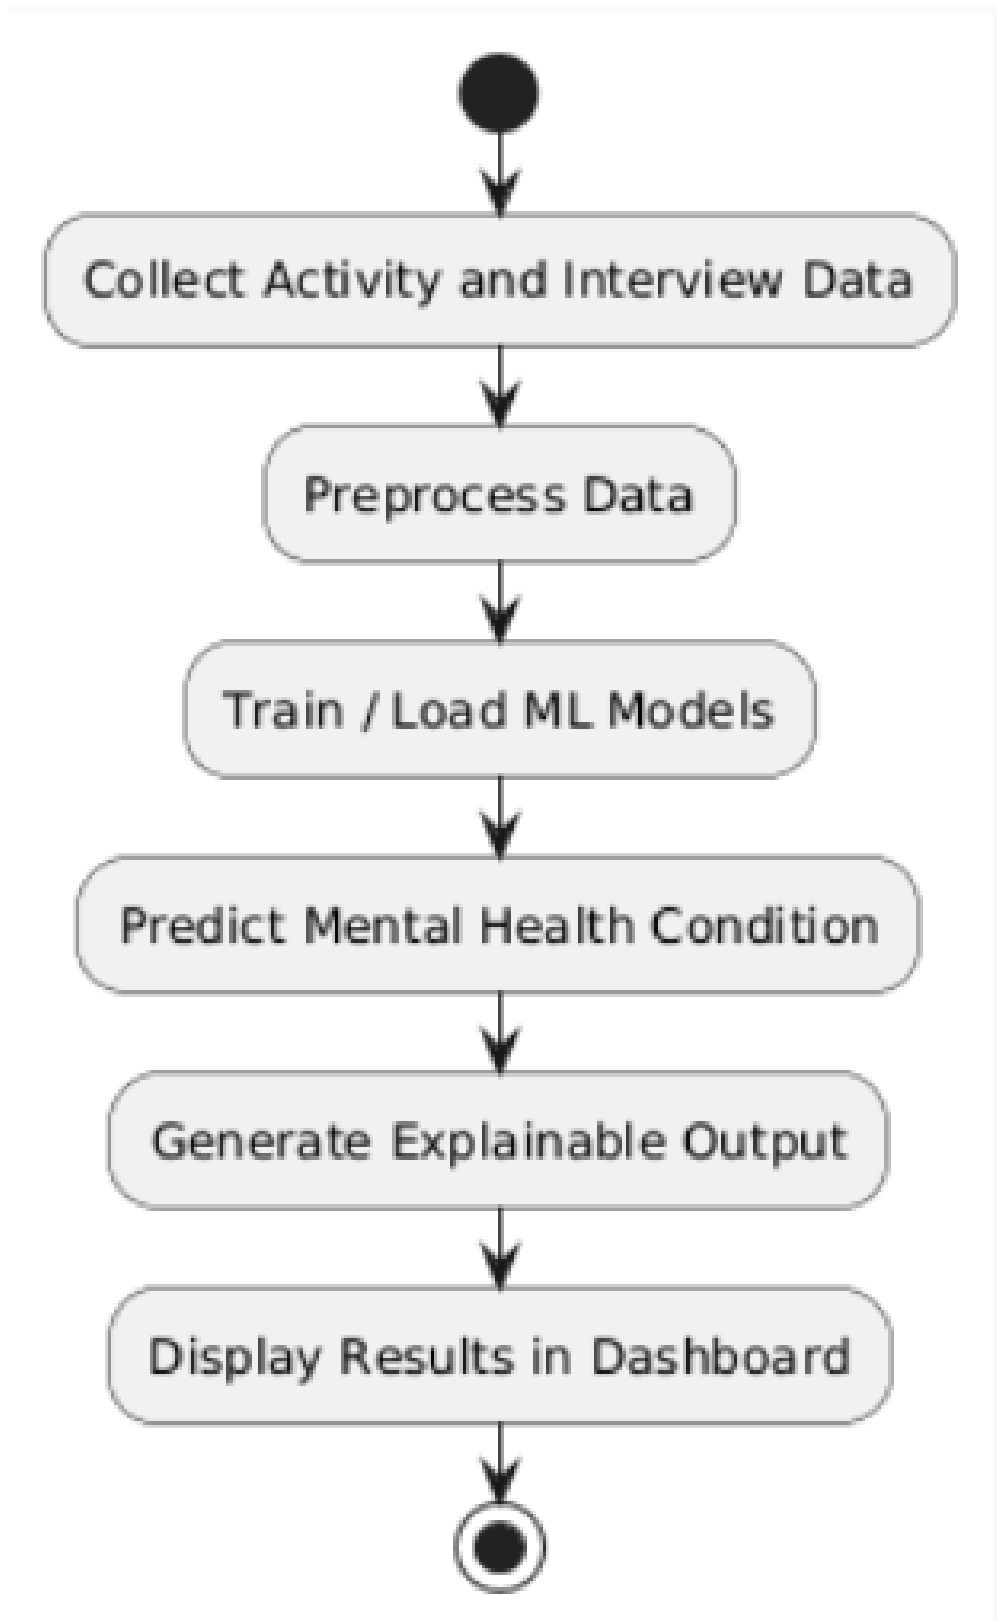 Collect Activity and Interview Data
Preprocess Data
Train / Load ML Models
Predict Mental Health Condition
Generate Explainable Output
Display Results in Dashboard